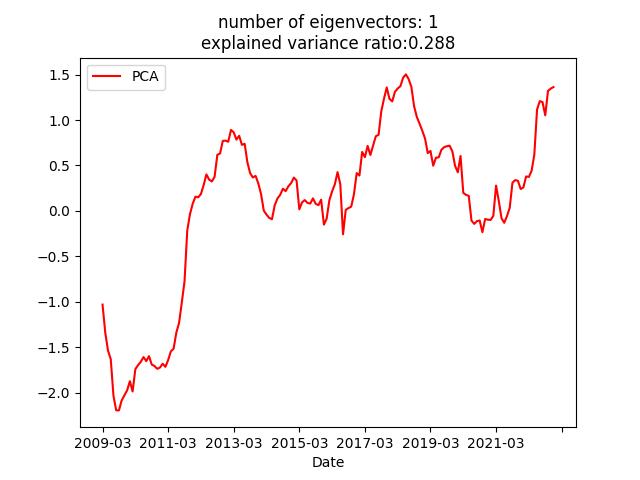 number of eigenvectors: 1
explained variance ratio:0.288
PCA
1.5
1.0
0.5
0.0
−0.5
−1.0
−1.5
−2.0
2009-03 2011-03 2013-03 2015-03 2017-03 2019-03 2021-03
Date